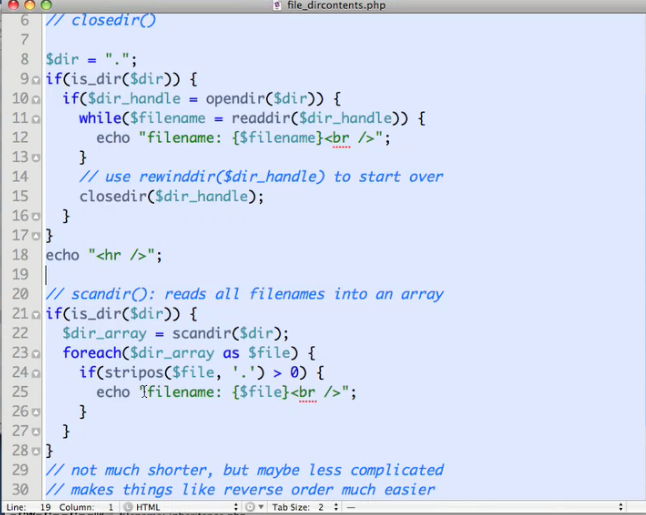 file_dircontents.php
6 // closedir()
7
8 $dir = ".";
9 if(is_dir($dir)) {
10 if($dir_handle = opendir($dir)) {
11 while($filename = readdir($dir_handle)) {
12 echo "filename: {$filename}<br />";
13 }
14 // use rewinddir($dir_handle) to start over
15 closedir($dir_handle);
16 }
17 }
18 echo "<hr />";
19
20 // scandir(): reads all filenames into an array
21 if(is_dir($dir)) {
22 $dir_array = scandir($dir);
23 foreach($dir_array as $file) {
24 if(stripos($file, '.') > 0) {
25 echo "filename: {$file}<br />";
26 }
27 }
28 }
29 // not much shorter, but maybe less complicated
30 // makes things like reverse order much easier
Line: 19 Column: 1 HTML Tab Size: 2